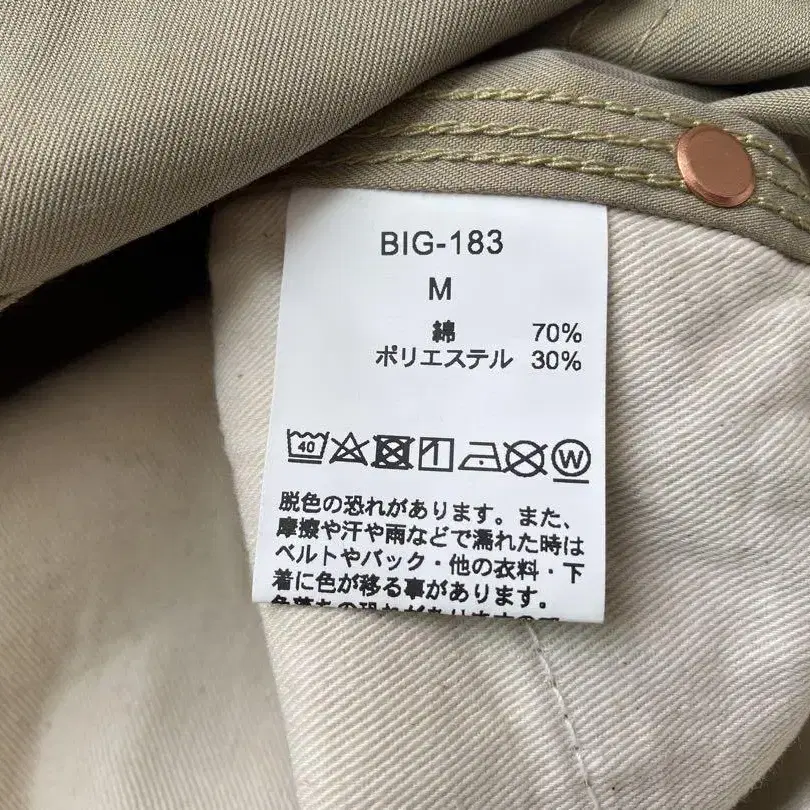 BIG-183
M
綿 70%
ポリエステル 30%
40
W
脱色の恐れがあります。また、
摩擦や汗や雨などで漏れた時は
ベルトやバック・他の衣料・下
着に色が移る事があります。